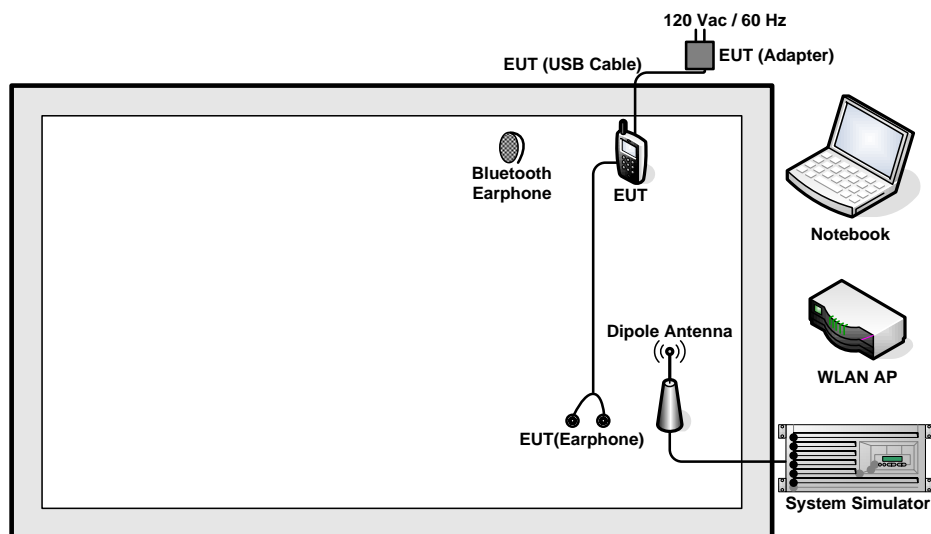 120 Vac / 60 Hz
EUT (Adapter)
EUT (USB Cable)
Bluetooth
Earphone
EUT
Notebook
Dipole Antenna
WLAN AP
EUT(Earphone)
System Simulator